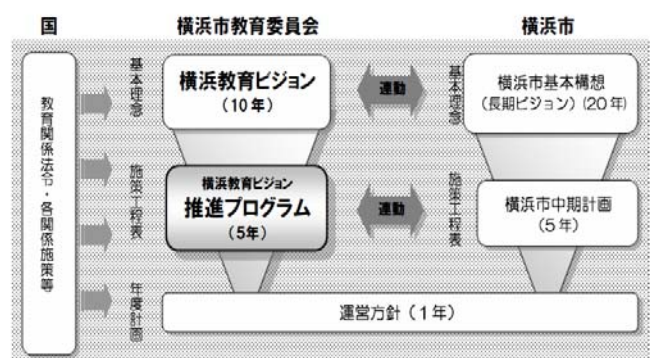 国
横浜市教育委員会
横浜市
教育関係法令・各関係施策等
基本理念
横浜教育ビジョン
（10年）
連動
基本理念
横浜市基本構想
（長期ビジョン）（20年）
施策工程表
横浜教育ビジョン
推進プログラム
（5年）
連動
施策工程表
横浜市中期計画
（5年）
年度計画
運営方針（1年）